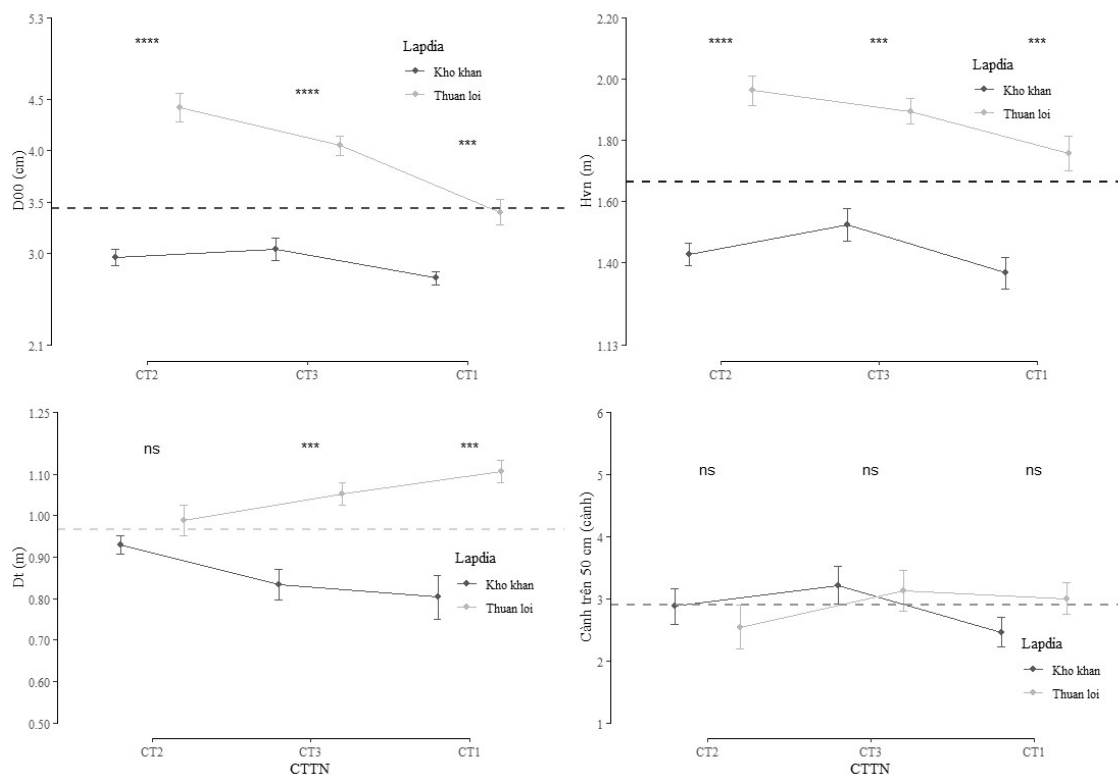 5.3
4.5
4.0
3.5
3.0
2.1
D00 (cm)
****
****
***
Lapdia
Kho khan
Thuan loi
CT2
CT3
CT1
2.20
2.00
1.80
1.60
1.40
1.13
Hvn (m)
****
***
***
Lapdia
Kho khan
Thuan loi
CT2
CT3
CT1
1.25
1.10
1.00
0.90
0.80
0.70
0.60
0.50
Dt (m)
ns
***
***
Lapdia
Kho khan
Thuan loi
CT2
CT3
CT1
CTTN
6
5
4
3
2
1
Cành trên 50 cm (cành)
ns
ns
ns
Lapdia
Kho khan
Thuan loi
CT2
CT3
CT1
CTTN